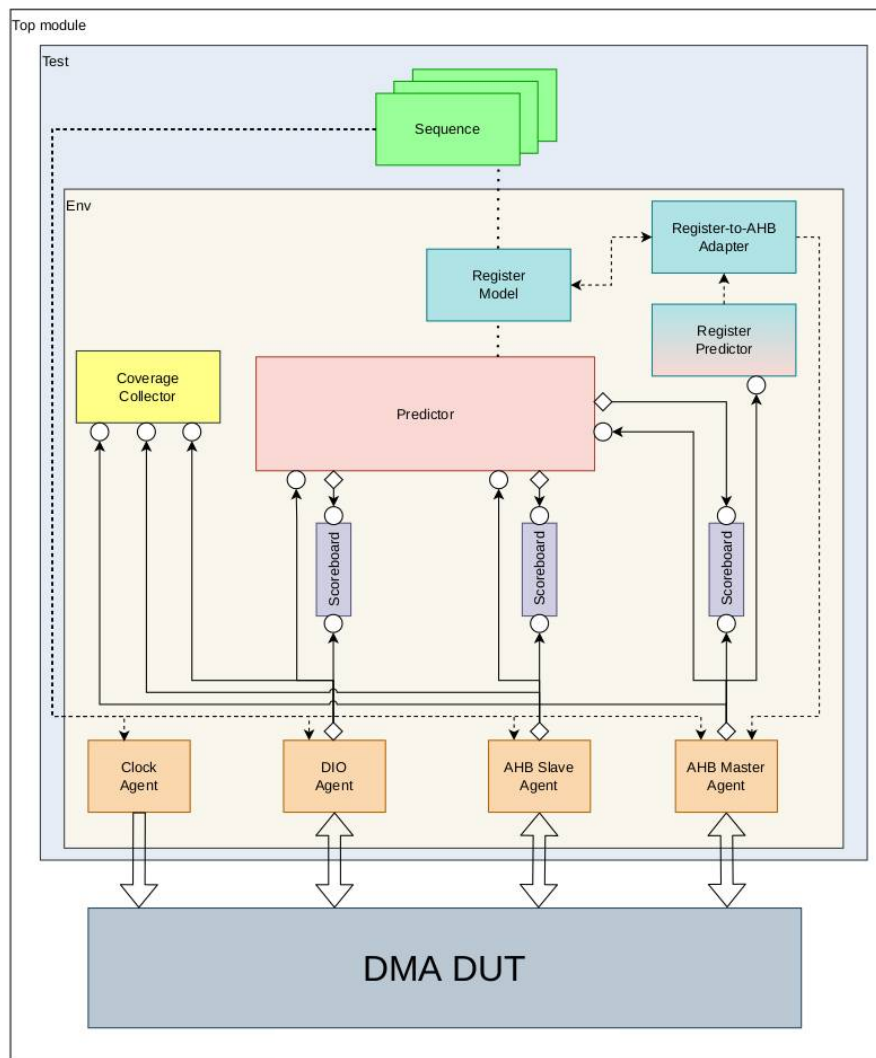 Top module
Test
Sequence
Env
Register-to-AHB
Adapter
Register
Model
Register
Predictor
Coverage
Collector
Predictor
Scoreboard
Scoreboard
Scoreboard
Clock
Agent
DIO
Agent
AHB Slave
Agent
AHB Master
Agent
DMA DUT